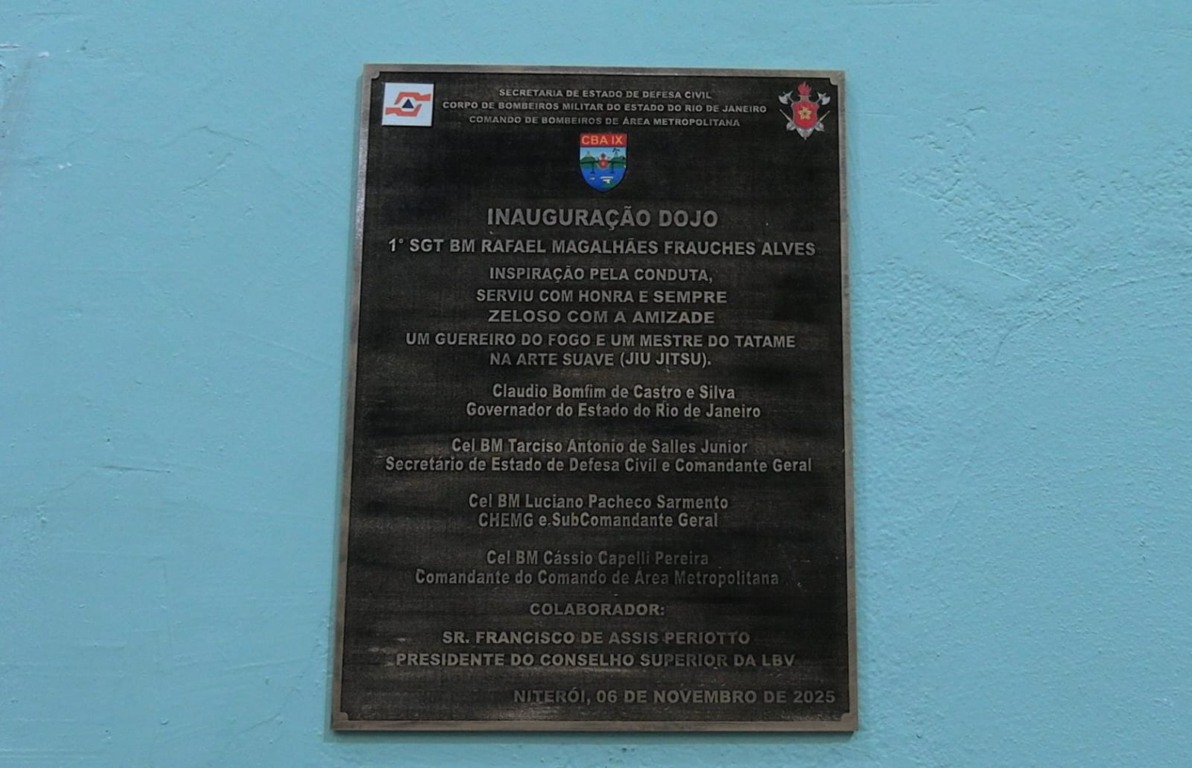 SECRETARIA DE ESTADO DE DEFESA CIVIL
CORPO DE BOMBEIROS MILITAR DO ESTADO DO RIO DE JANEIRO
COMANDO DE BOMBEIROS DE ÁREA METROPOLITANA
CBA IX
INAUGURAÇÃO DOJO
1° SGT BM RAFAEL MAGALHÃES FRAUCHES ALVES
INSPIRAÇÃO PELA CONDUTA,
SERVIU COM HONRA E SEMPRE
ZELOSO COM A AMIZADE
UM GUEREIRO DO FOGO E UM MESTRE DO TATAME
NA ARTE SUAVE (JIU JITSU).
Claudio Bomfim de Castro e Silva
Governador do Estado do Rio de Janeiro
Cel BM Tarciso Antonio de Salles Junior
Secretário de Estado de Defesa Civil e Comandante Geral
Cel BM Luciano Pacheco Sarmento
CHEMG e SubComandante Geral
Cel BM Cássio Capelli Pereira
Comandante do Comando de Área Metropolitana
COLABORADOR:
SR. FRANCISCO DE ASSIS PERIOTTO
PRESIDENTE DO CONSELHO SUPERIOR DA LBV
NITERÓI, 06 DE NOVEMBRO DE 2025